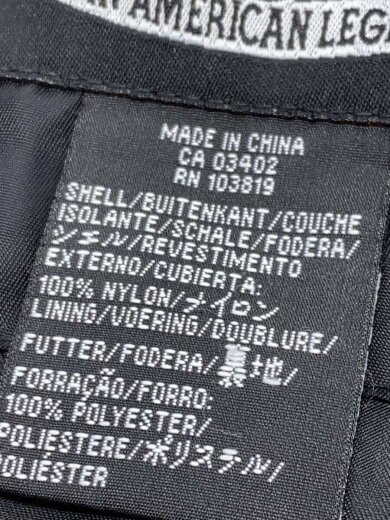 AN AMERICAN LEGE
MADE IN CHINA
CA 03402
RN 103819
SHELL/BUITENKANT/COUCHE
ISOLANTE/SCHALE/FODERA/
シェル/REVESTIMENTO
EXTERNO/CUBIERTA:
100% NYLON/ナイロン
LINING/VOERING/DOUBLURE/
FUTTER/FODERA/裏地/
FORRAÇÃO/FORRO:
100% POLYESTER/
POLIESTERE/ポリステル/
POLIÉSTER